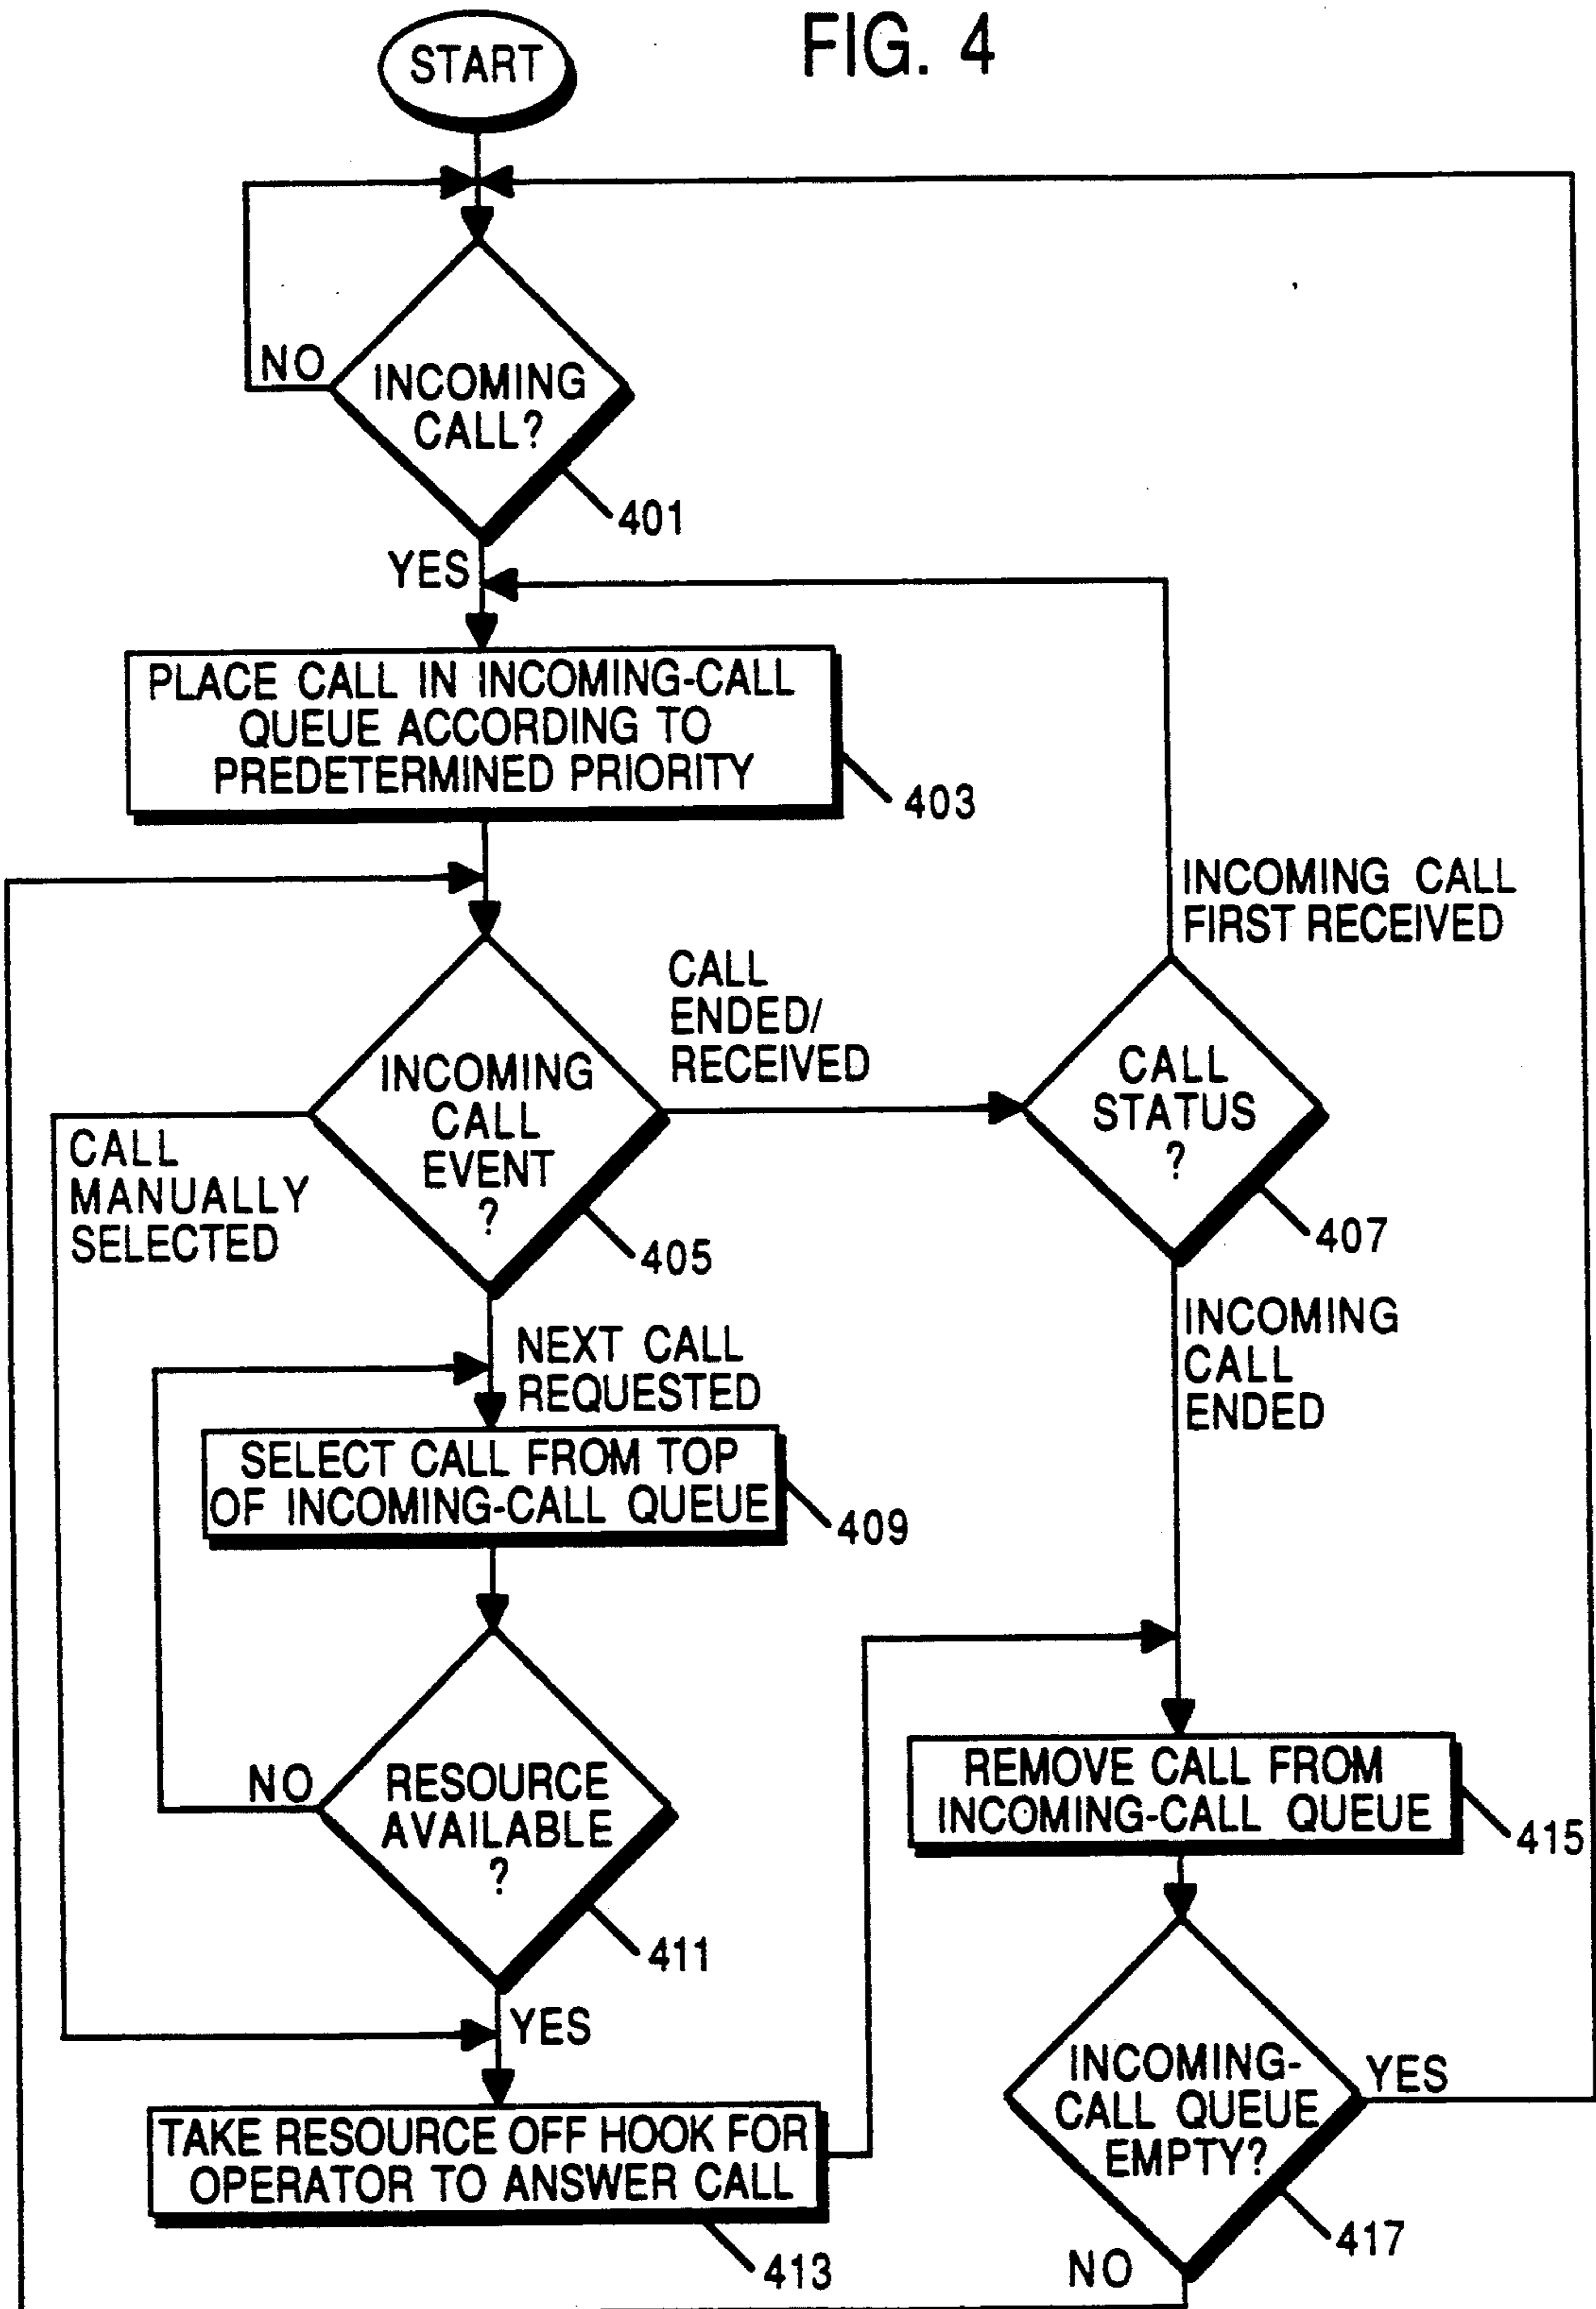 FIG. 4
START
NO
INCOMING
CALL?
401
YES
PLACE CALL IN INCOMING-CALL
QUEUE ACCORDING TO
PREDETERMINED PRIORITY
403
INCOMING CALL
FIRST RECEIVED
CALL
ENDED/
RECEIVED
INCOMING
CALL
EVENT
?
405
CALL
STATUS
?
407
CALL
MANUALLY
SELECTED
NEXT CALL
REQUESTED
INCOMING
CALL
ENDED
SELECT CALL FROM TOP
OF INCOMING-CALL QUEUE
409
NO
RESOURCE
AVAILABLE
?
411
YES
REMOVE CALL FROM
INCOMING-CALL QUEUE
415
TAKE RESOURCE OFF HOOK FOR
OPERATOR TO ANSWER CALL
413
INCOMING-
CALL QUEUE
EMPTY?
YES
417
NO